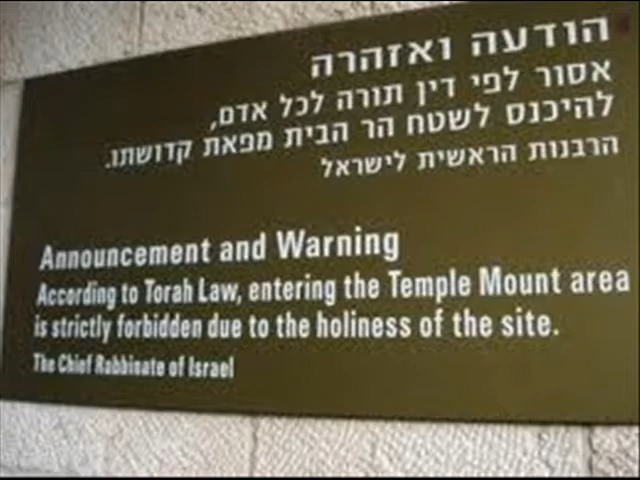 הודעה ואזהרה
אסור לפי דין תורה לכל אדם,
להיכנס לשטח הר הבית מפאת קדושתו.
הרבנות הראשית לישראל
Announcement and Warning
According to Torah Law, entering the Temple Mount area
is strictly forbidden due to the holiness of the site.
The Chief Rabbinate of Israel